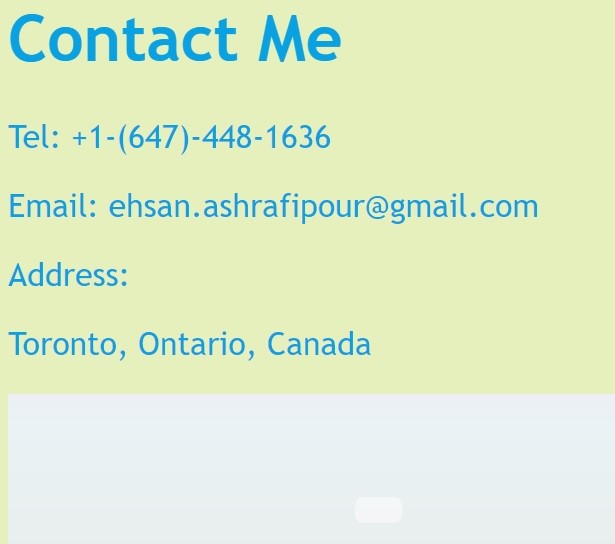 Contact Me
Tel: +1-(647)-448-1636
Email: ehsan.ashrafipour@gmail.com
Address:
Toronto, Ontario, Canada